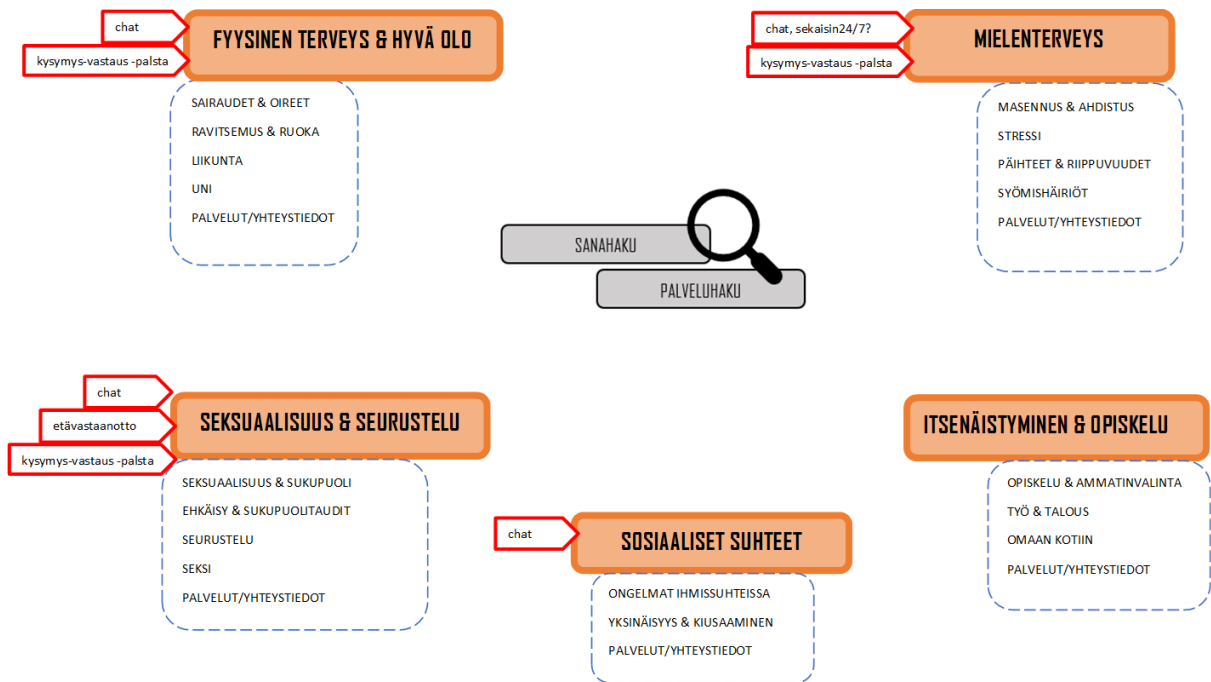 chat
kysymys-vastaus -palsta
FYYSINEN TERVEYS & HYVÄ OLO
SAIRAUDET & OIREET
RAVITSEMUS & RUOKA
LIIKUNTA
UNI
PALVELUT/YHTEYSTIEDOT
chat, sekaisin24/7?
kysymys-vastaus -palsta
MIELENTERVEYS
MASENNUS & AHDISTUS
STRESSI
PÄIHTEET & RIIPPUVUUDET
SYÖMISHÄIRIÖT
PALVELUT/YHTEYSTIEDOT
SANAHAKU
PALVELUHAKU
chat
etävastaanotto
kysymys-vastaus -palsta
SEKSUAALISUUS & SEURUSTELU
SEKSUAALISUUS & SUKUPUOLI
EHKÄISY & SUKUPUOLITAUDIT
SEURUSTELU
SEKSI
PALVELUT/YHTEYSTIEDOT
chat
SOSIAALISET SUHTEET
ONGELMAT IHMISSUHTEISSA
YKSINÄISYYS & KIUSAAMINEN
PALVELUT/YHTEYSTIEDOT
ITSENÄISTYMINEN & OPISKELU
OPISKELU & AMMATINVALINTA
TYÖ & TALOUS
OMAAN KOTIIN
PALVELUT/YHTEYSTIEDOT